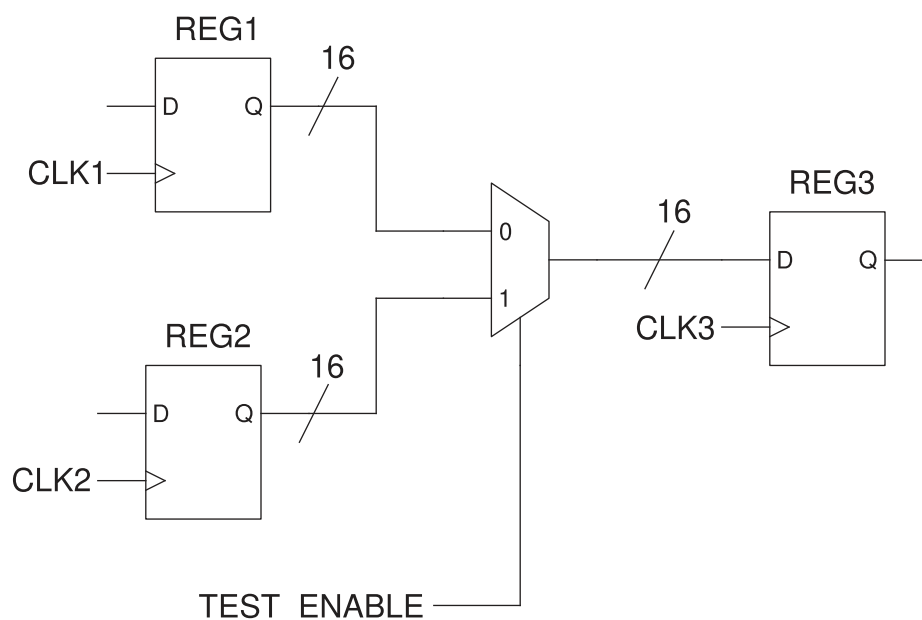 REG1
16
D Q
CLK1
REG3
16
0
D Q
1
CLK3
REG2
16
D Q
CLK2
TEST ENABLE